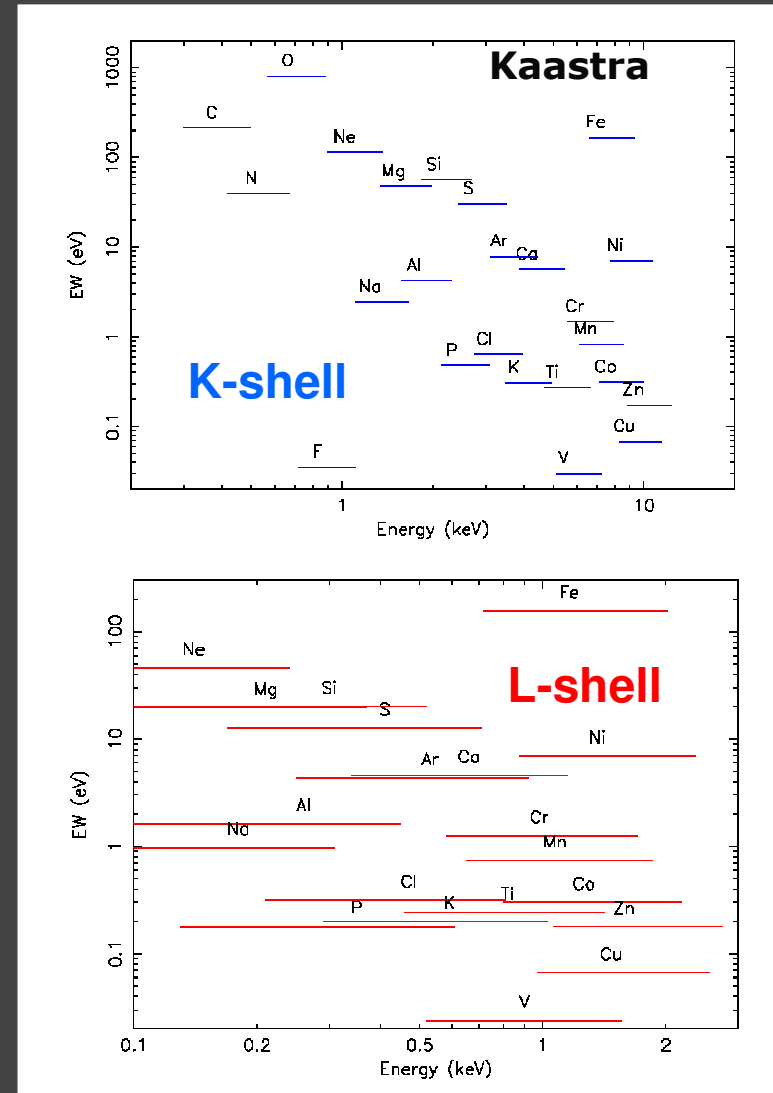 Kaastra
1000
100
10
1
0.1
EW (eV)
O
C
N
Ne
Mg
Si
S
Fe
Ar
Ca
Ni
Al
Na
Cr
Mn
P
Cl
K
Ti
Co
Zn
Cu
V
F
K-shell
1
10
Energy (keV)
100
10
1
0.1
EW (eV)
Fe
L-shell
Ne
Mg
Si
S
Ni
Ar
Ca
Al
Na
Cr
Mn
Cl
P
K
Ti
Co
Zn
Cu
V
0.1
0.2
0.5
1
2
Energy (keV)